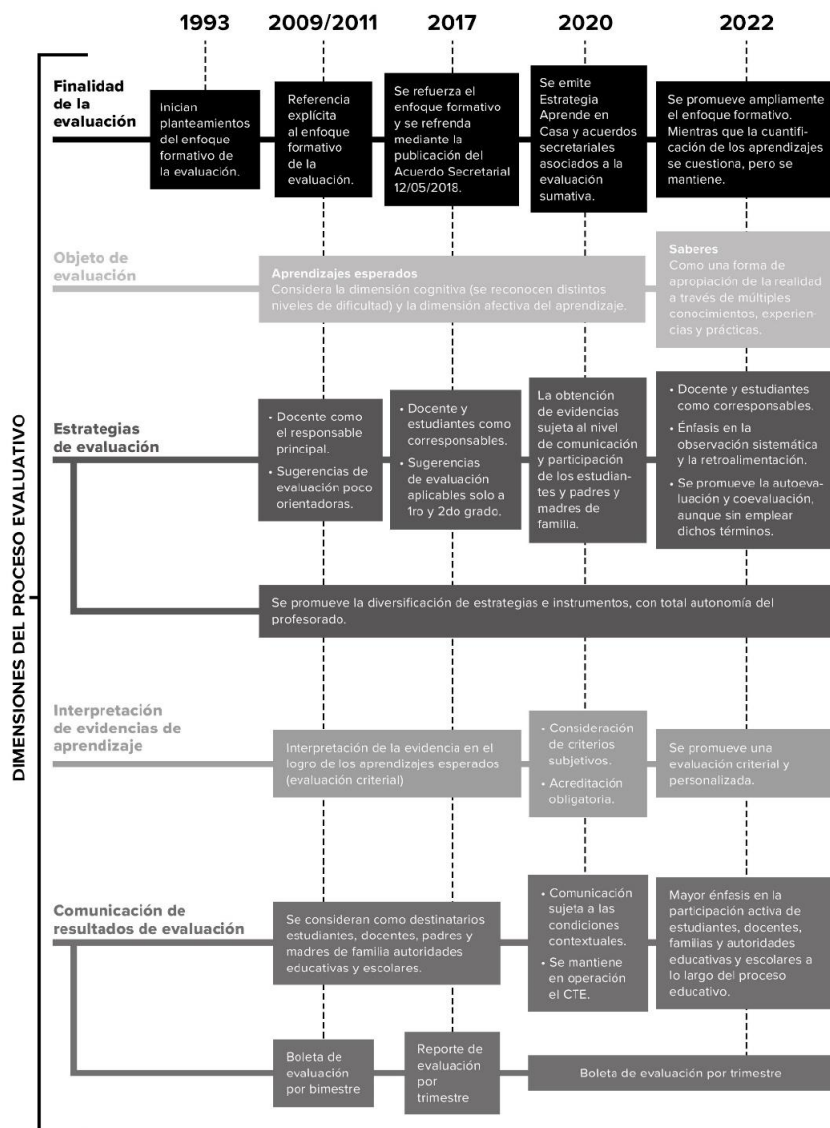 1993
2009/2011
2017
2020
2022
DIMENSIONES DEL PROCESO EVALUATIVO
Finalidad
de la
evaluación
Inician
planteamientos
del enfoque
formativo de
la evaluación.
Referencia
explícita
al enfoque
formativo
de la
evaluación.
Se refuerza el
enfoque formativo
y se refrenda
mediante la
publicación del
Acuerdo Secretarial
12/05/2018.
Se emite
Estrategia
Aprende en
Casa y acuerdos
secretariales
asociados a la
evaluación
sumativa.
Se promueve ampliamente
el enfoque formativo.
Mientras que la cuantifi-
cación de los aprendizajes
se cuestiona, pero se
mantiene.
Objeto de
evaluación
Aprendizajes esperados
Considera la dimensión cognitiva (se reconocen distintos
niveles de dificultad) y la dimensión afectiva del aprendizaje.
Saberes
Como una forma de
apropiación de la realidad
a través de múltiples
conocimientos, experien-
cias y prácticas.
Estrategias
de evaluación
• Docente como
el responsable
principal.
• Sugerencias de
evaluación poco
orientadoras.
• Docente y
estudiantes como
corresponsables.
• Sugerencias
de evaluación
aplicables solo a
1ro y 2do grado.
La obtención
de evidencias
sujeta al nivel
de comunicación
y participación
de los estudian-
tes y padres y
madres de
familia.
• Docente y estudiantes
como corresponsables.
• Énfasis en la
observación sistemática
y la retroalimentación.
• Se promueve la autoeva-
luación y coevaluación,
aunque sin emplear
dichos términos.
Se promueve la diversificación de estrategias e instrumentos, con total autonomía del
profesorado.
Interpretación
de evidencias de
aprendizaje
Interpretación de la evidencia en el
logro de los aprendizajes esperados
(evaluación criterial)
• Consideración
de criterios
subjetivos.
• Acreditación
obligatoria.
Se promueve una
evaluación criterial y
personalizada.
Comunicación de
resultados de evaluación
Se consideran como destinatarios
estudiantes, docentes, padres y
madres de familia autoridades
educativas y escolares.
• Comunicación
sujeta a las
condiciones
contextuales.
• Se mantiene
en operación
el CTE.
Mayor énfasis en la
participación activa de
estudiantes, docentes,
familias y autoridades
educativas y escolares a
lo largo del proceso
educativo.
Boleta de
evaluación
por bimestre
Reporte de
evaluación
por
trimestre
Boleta de evaluación por trimestre